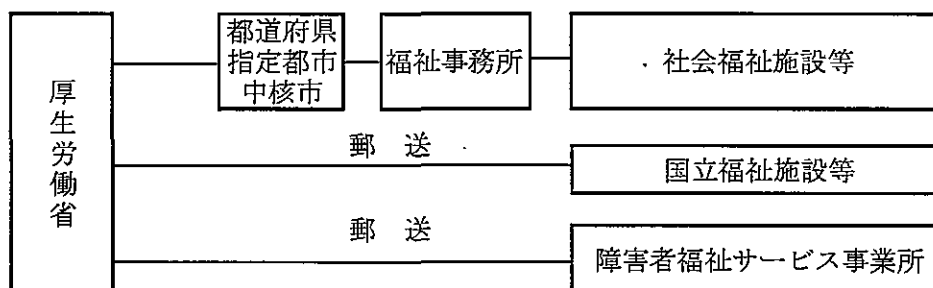 厚生労働省
都道府県
指定都市
中核市
福祉事務所
社会福祉施設等
郵送
国立福祉施設等
郵送
障害者福祉サービス事業所